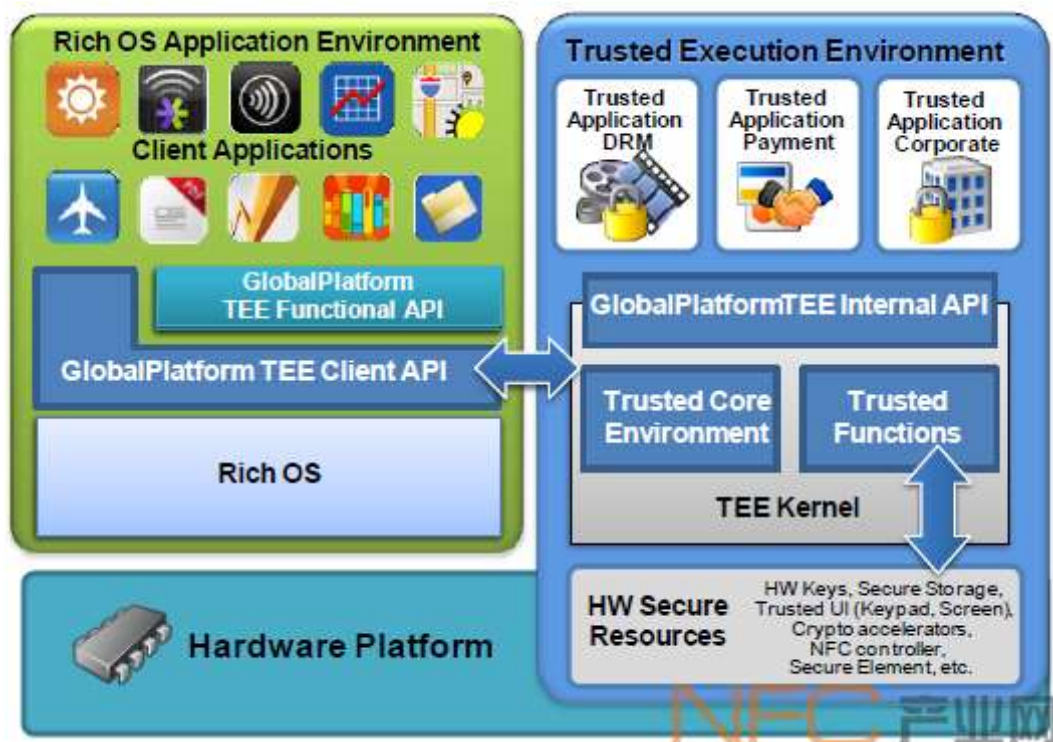 Rich OS Application Environment
Client Applications
GlobalPlatform
TEE Functional API
GlobalPlatform TEE Client API
Rich OS
Trusted Execution Environment
Trusted
Application
DRM
Trusted
Application
Payment
Trusted
Application
Corporate
GlobalPlatformTEE Internal API
Trusted Core
Environment
Trusted
Functions
TEE Kernel
Hardware Platform
HW Secure
Resources
HW Keys, Secure Storage,
Trusted UI (Keypad, Screen),
Crypto accelerators,
NFC controller,
Secure Element, etc.
NFC 产业网